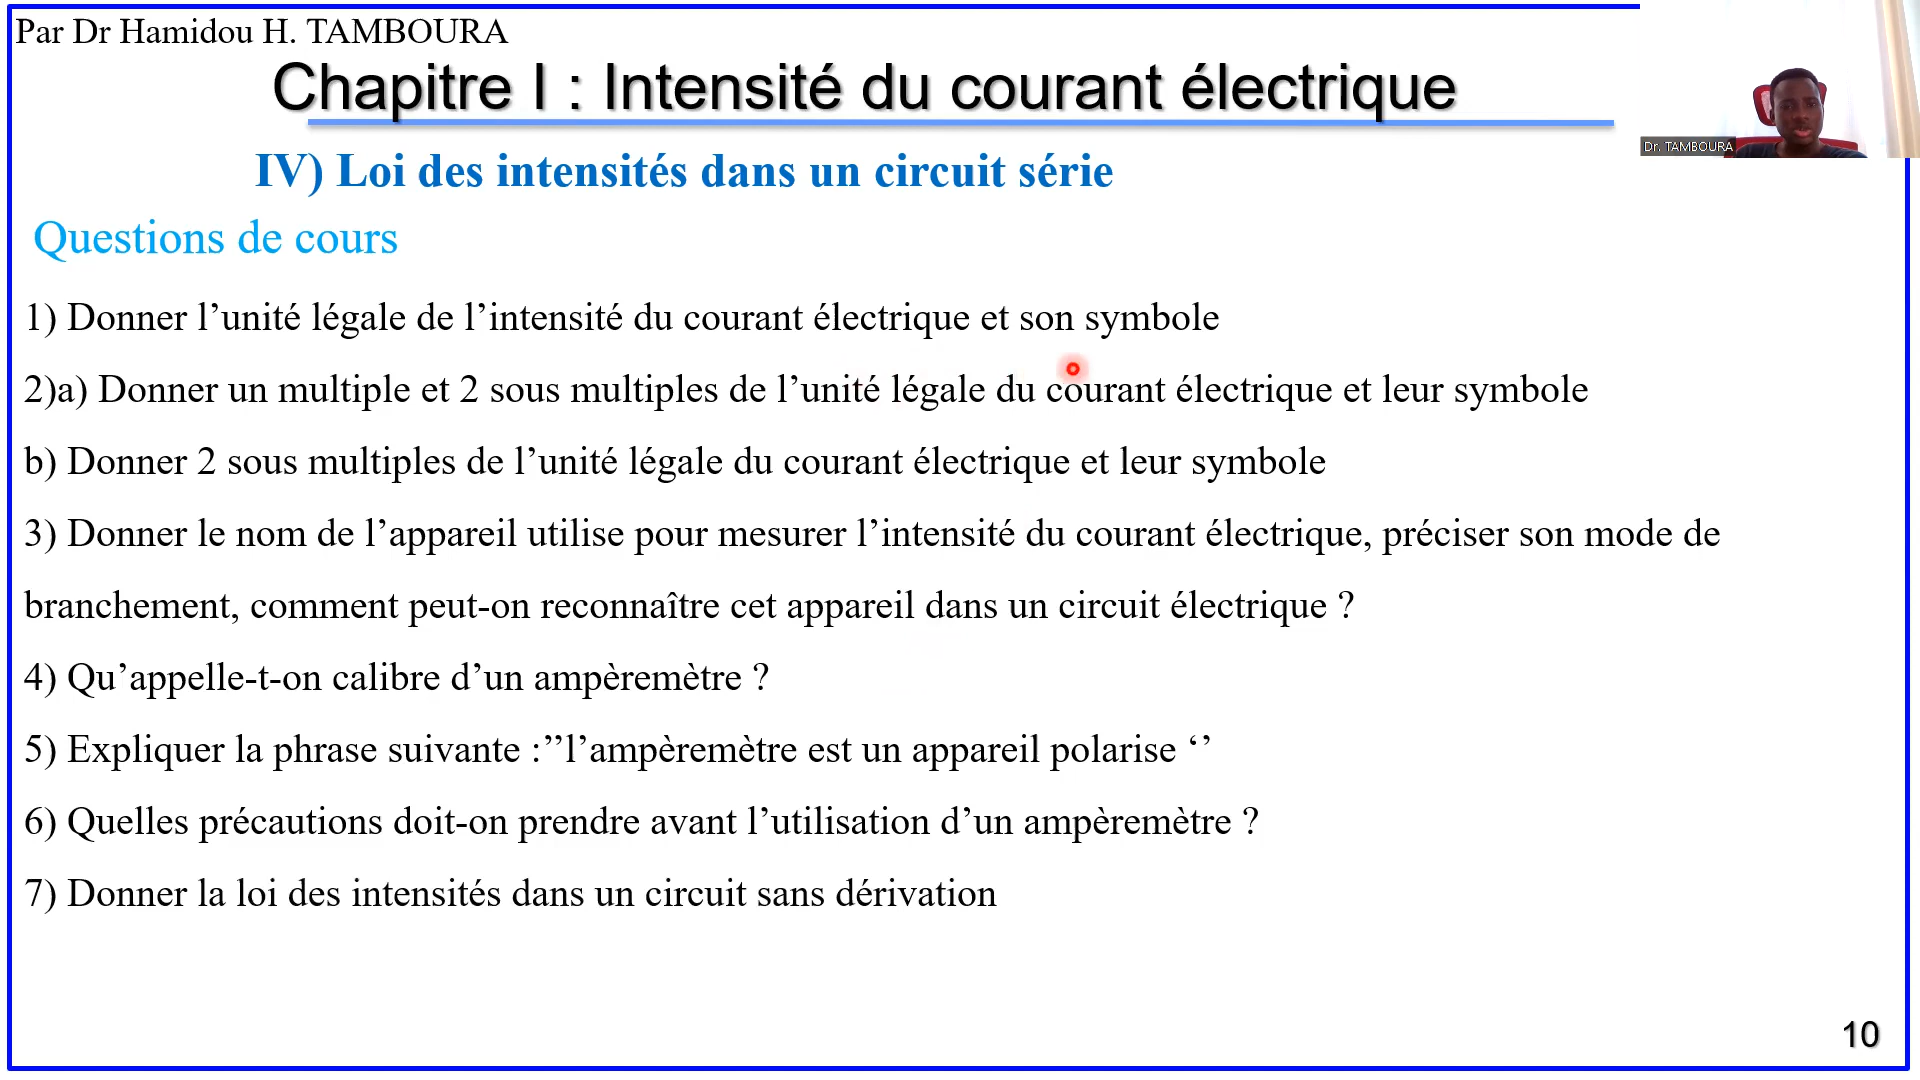 Par Dr Hamidou H. TAMBOURA
Chapitre I : Intensité du courant électrique
Dr. TAMBOURA
IV) Loi des intensités dans un circuit série
Questions de cours
1) Donner l’unité légale de l’intensité du courant électrique et son symbole
2)a) Donner un multiple et 2 sous multiples de l’unité légale du courant électrique et leur symbole
b) Donner 2 sous multiples de l’unité légale du courant électrique et leur symbole
3) Donner le nom de l’appareil utilise pour mesurer l’intensité du courant électrique, préciser son mode de
branchement, comment peut-on reconnaître cet appareil dans un circuit électrique ?
4) Qu’appelle-t-on calibre d’un ampèremètre ?
5) Expliquer la phrase suivante :’’l’ampèremètre est un appareil polarise ‘’
6) Quelles précautions doit-on prendre avant l’utilisation d’un ampèremètre ?
7) Donner la loi des intensités dans un circuit sans dérivation
10